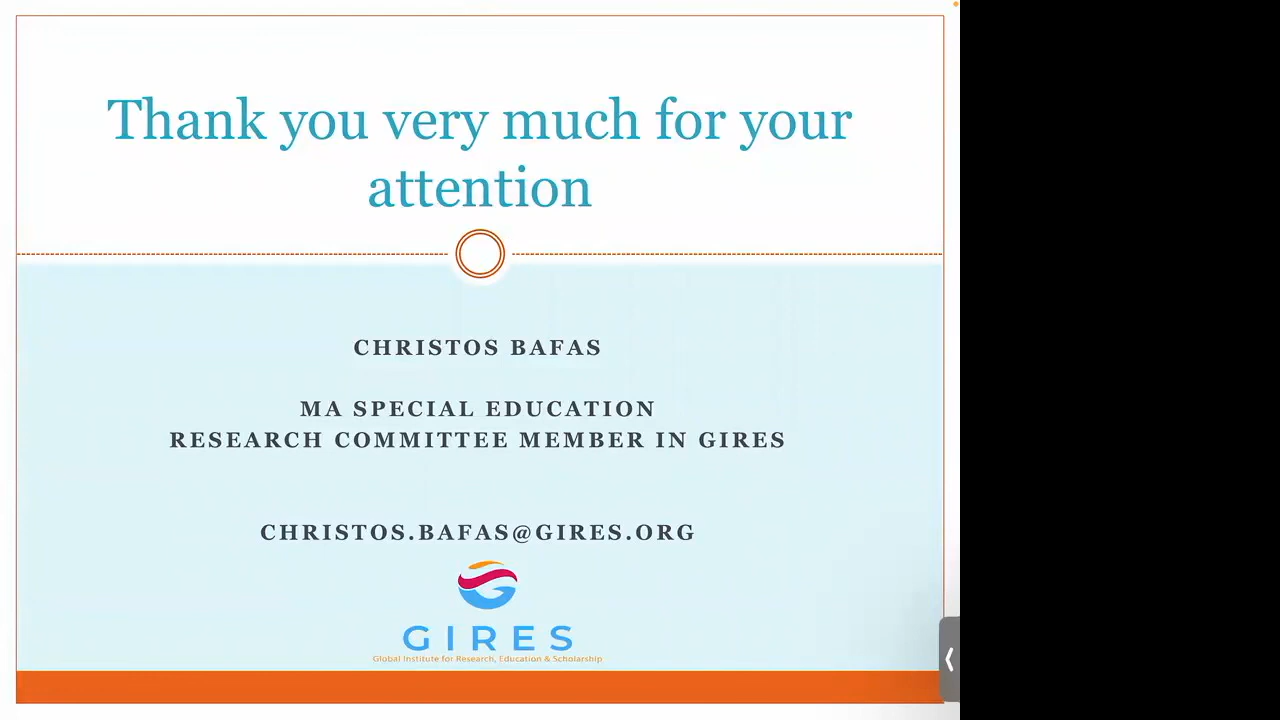 Thank you very much for your
attention
CHRISTOS BAFAS
MA SPECIAL EDUCATION
RESEARCH COMMITTEE MEMBER IN GIRES
CHRISTOS.BAFAS@GIRES.ORG
GIRES
Global Institute for Research, Education & Scholarship